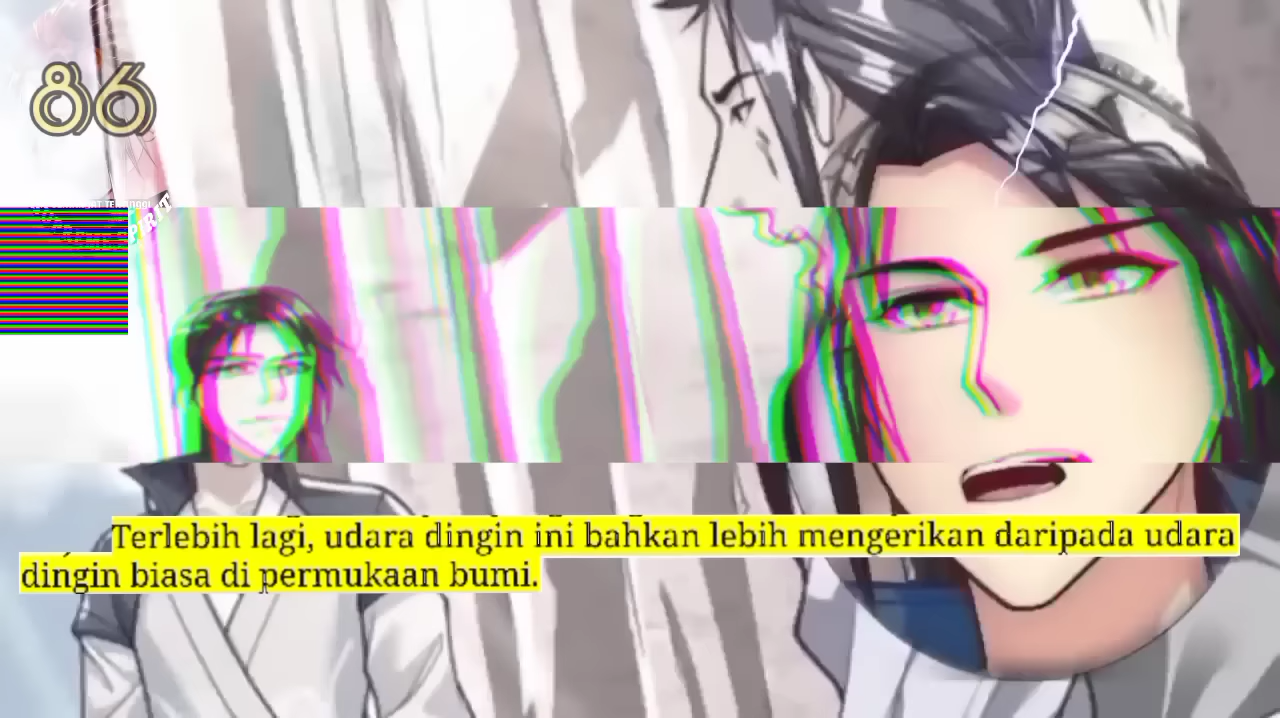 86
Terlebih lagi, udara dingin ini bahkan lebih mengerikan daripada udara
dingin biasa di permukaan bumi.